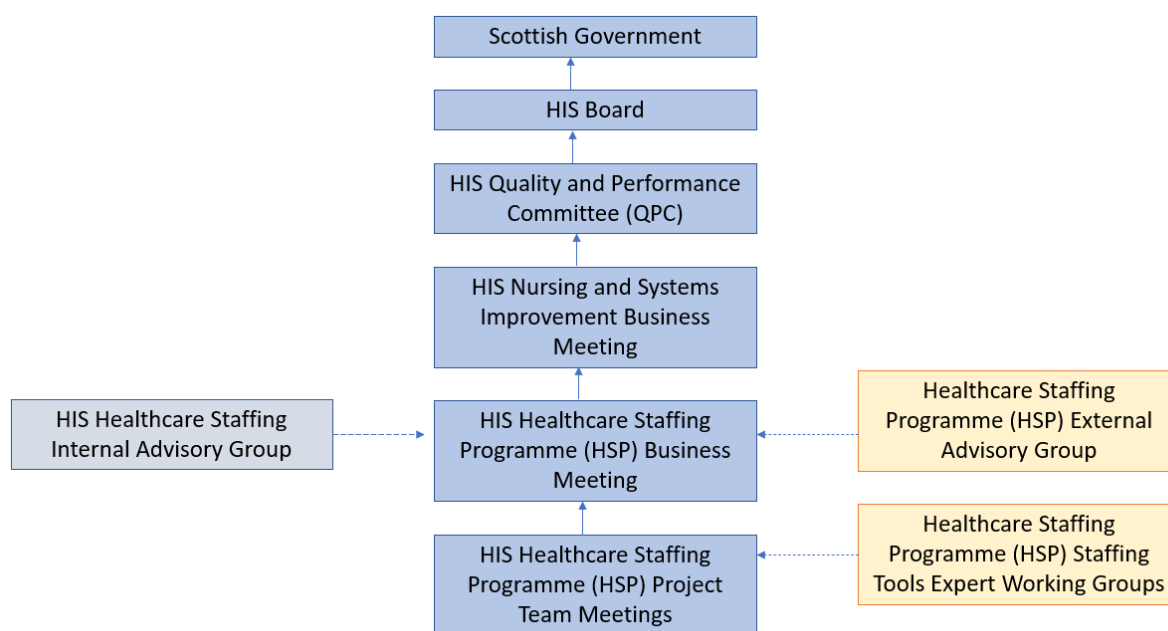 Scottish Government
HIS Board
HIS Quality and Performance
Committee (QPC)
HIS Nursing and Systems
Improvement Business
Meeting
HIS Healthcare Staffing
Internal Advisory Group
HIS Healthcare Staffing
Programme (HSP) Business
Meeting
Healthcare Staffing
Programme (HSP) External
Advisory Group
HIS Healthcare Staffing
Programme (HSP) Project
Team Meetings
Healthcare Staffing
Programme (HSP) Staffing
Tools Expert Working Groups